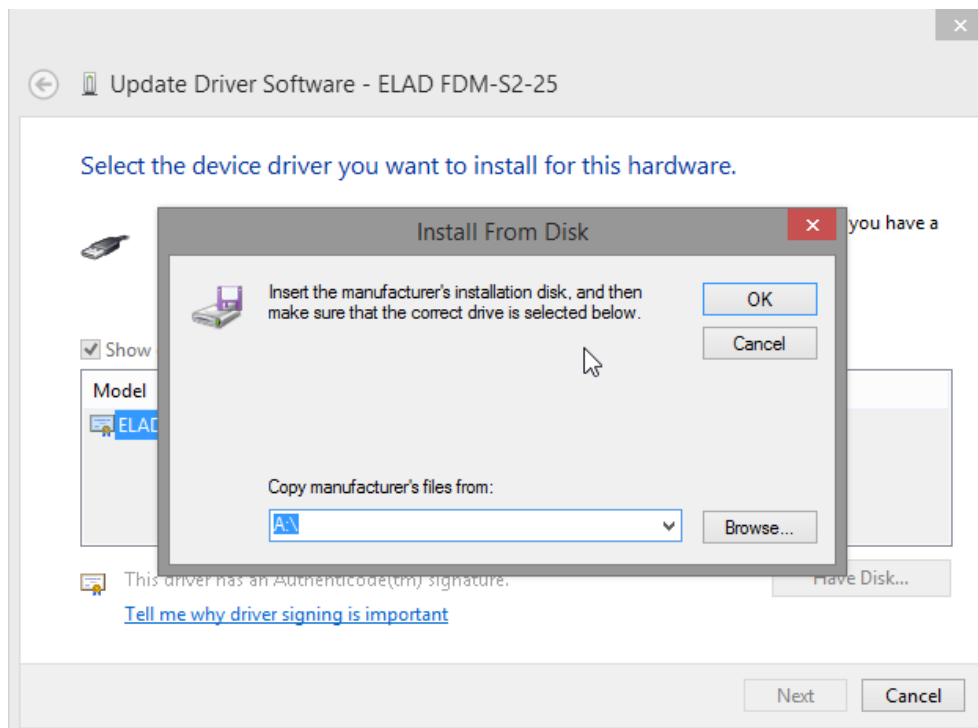 Update Driver Software - ELAD FDM-S2-25
Select the device driver you want to install for this hardware.
you have a
Install From Disk
Insert the manufacturer's installation disk, and then
make sure that the correct drive is selected below.
OK
Cancel
Show
Model
ELAD
Copy manufacturer's files from:
A:\
Browse...
This driver has an Authenticode(tm) signature.
Have Disk...
Tell me why driver signing is important
Next
Cancel